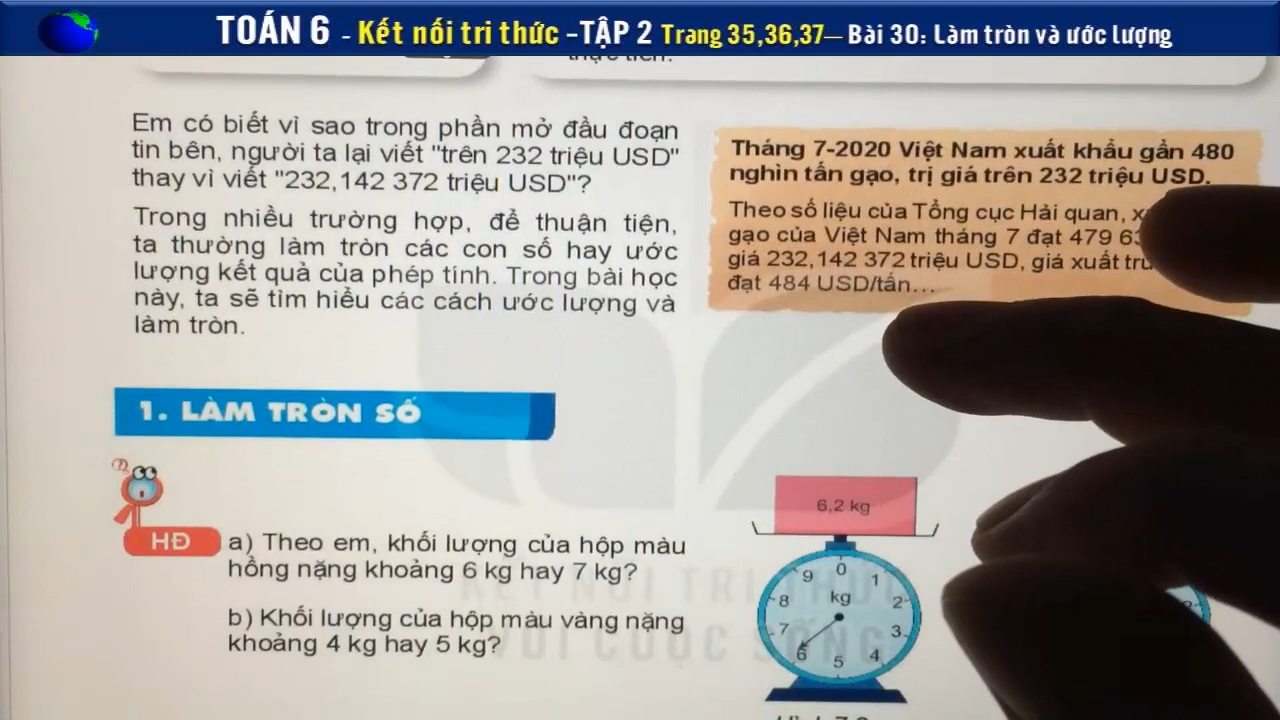 TOÁN 6 - Kết nối tri thức –TẬP 2 Trang 35,36,37– Bài 30: Làm tròn và ước lượng
Em có biết vì sao trong phần mở đầu đoạn
tin bên, người ta lại viết "trên 232 triệu USD"
thay vì viết "232,142 372 triệu USD"?
Trong nhiều trường hợp, để thuận tiện,
ta thường làm tròn các con số hay ước
lượng kết quả của phép tính. Trong bài học
này, ta sẽ tìm hiểu các cách ước lượng và
làm tròn.
Tháng 7-2020 Việt Nam xuất khẩu gần 480
nghìn tấn gạo, trị giá trên 232 triệu USD.
Theo số liệu của Tổng cục Hải quan,
gạo của Việt Nam tháng 7 đạt 479
giá 232,142 372 triệu USD, giá xuất
đạt 484 USD/tấn...
1. LÀM TRÒN SỐ
HĐ
a) Theo em, khối lượng của hộp màu
hồng nặng khoảng 6 kg hay 7 kg?
b) Khối lượng của hộp màu vàng nặng
khoảng 4 kg hay 5 kg?
6,2 kg
0
1
2
3
4
5
6
7
8
9
kg
KẾT NỐI TRI THỨC
VỚI CUỘC SỐNG